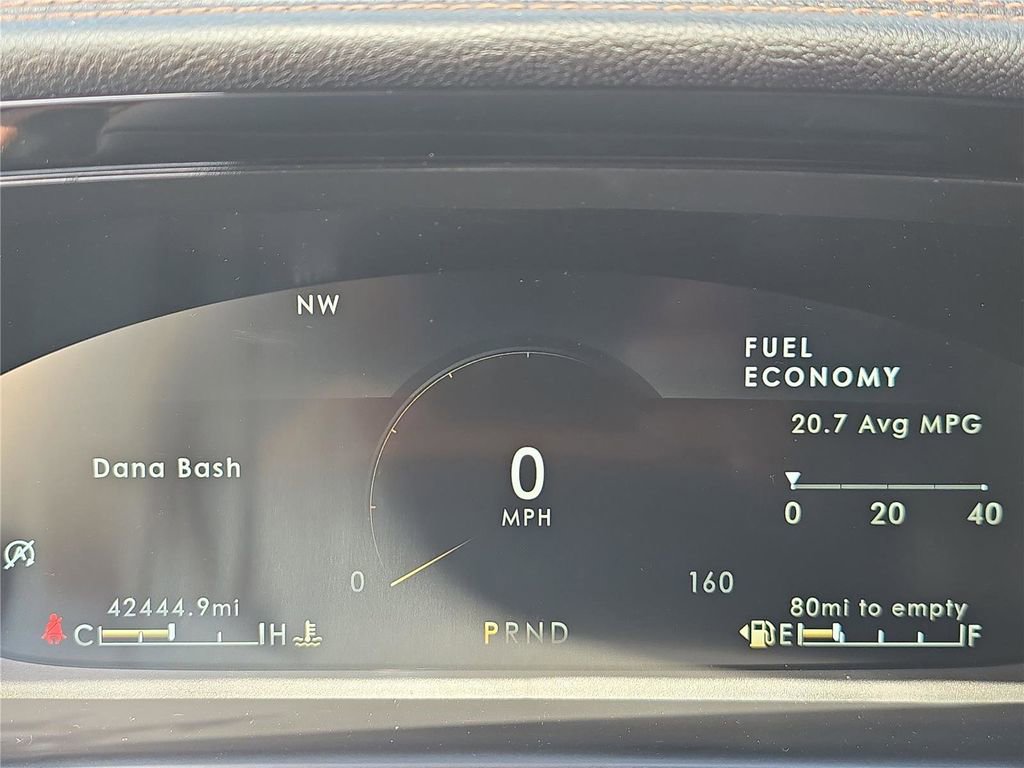 NW
FUEL
ECONOMY
20.7 Avg MPG
Dana Bash
0
MPH
0 20 40
A
0
160
42444.9mi
80mi to empty
C H
PRND
E F